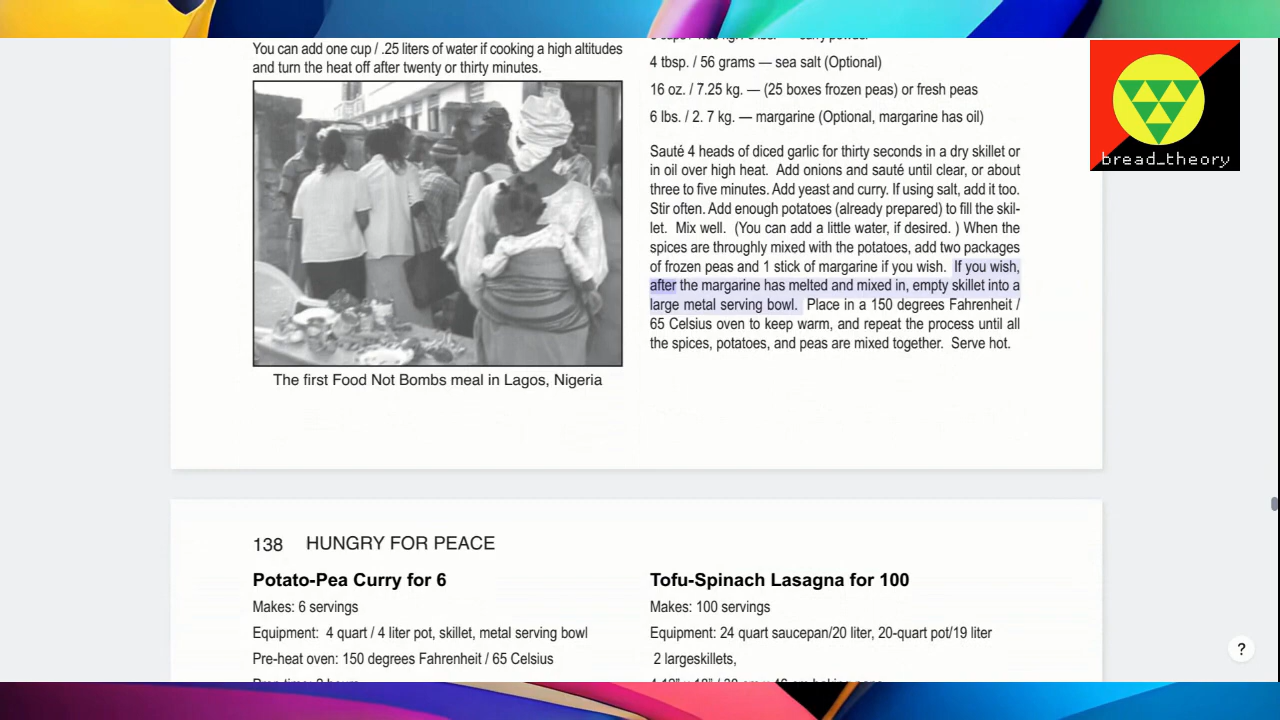 You can add one cup / .25 liters of water if cooking a high altitudes
and turn the heat off after twenty or thirty minutes.
The first Food Not Bombs meal in Lagos, Nigeria
4 tbsp. / 56 grams — sea salt (Optional)
16 oz. / 7.25 kg. — (25 boxes frozen peas) or fresh peas
6 lbs. / 2. 7 kg. — margarine (Optional, margarine has oil)
Sauté 4 heads of diced garlic for thirty seconds in a dry skillet or
in oil over high heat.  Add onions and sauté until clear, or about
three to five minutes. Add yeast and curry. If using salt, add it too.
Stir often. Add enough potatoes (already prepared) to fill the skil-
let.  Mix well.  (You can add a little water, if desired. ) When the
spices are throughly mixed with the potatoes, add two packages
of frozen peas and 1 stick of margarine if you wish.  If you wish,
after the margarine has melted and mixed in, empty skillet into a
large metal serving bowl.  Place in a 150 degrees Fahrenheit /
65 Celsius oven to keep warm, and repeat the process until all
the spices, potatoes, and peas are mixed together.  Serve hot.
bread_theory
138 HUNGRY FOR PEACE
Potato-Pea Curry for 6
Makes: 6 servings
Equipment:  4 quart / 4 liter pot, skillet, metal serving bowl
Pre-heat oven: 150 degrees Fahrenheit / 65 Celsius
Tofu-Spinach Lasagna for 100
Makes: 100 servings
Equipment: 24 quart saucepan/20 liter, 20-quart pot/19 liter
2 largeskillets,
?